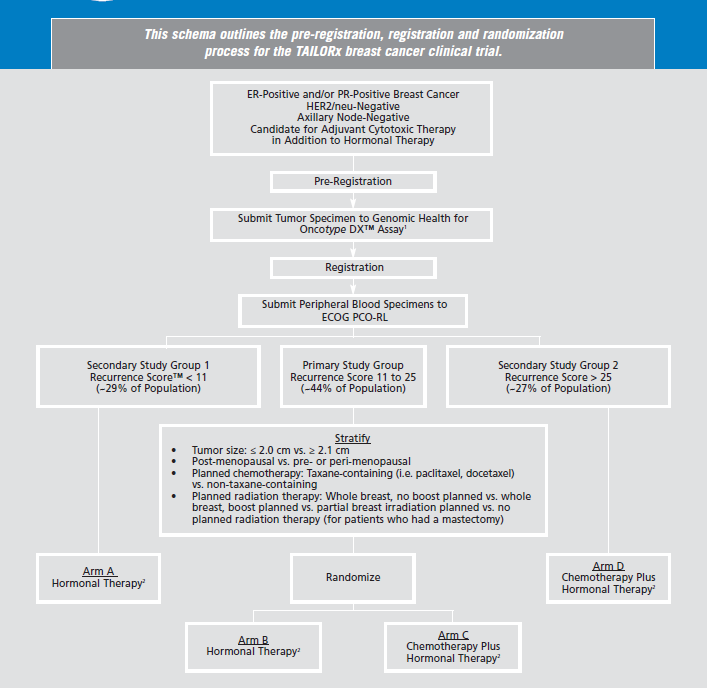 This schema outlines the pre-registration, registration and randomization
process for the TAILORx breast cancer clinical trial.
ER-Positive and/or PR-Positive Breast Cancer
HER2/neu-Negative
Axillary Node-Negative
Candidate for Adjuvant Cytotoxic Therapy
in Addition to Hormonal Therapy
Pre-Registration
Submit Tumor Specimen to Genomic Health for
Oncotype DX™ Assay¹
Registration
Submit Peripheral Blood Specimens to
ECOG PCO-RL
Secondary Study Group 1
Recurrence Score™ < 11
(~29% of Population)
Primary Study Group
Recurrence Score 11 to 25
(~44% of Population)
Secondary Study Group 2
Recurrence Score > 25
(~27% of Population)
Stratify
• Tumor size: ≤ 2.0 cm vs. ≥ 2.1 cm
• Post-menopausal vs. pre- or peri-menopausal
• Planned chemotherapy: Taxane-containing (i.e. paclitaxel, docetaxel)
vs. non-taxane-containing
• Planned radiation therapy: Whole breast, no boost planned vs. whole
breast, boost planned vs. partial breast irradiation planned vs. no
planned radiation therapy (for patients who had a mastectomy)
Arm A
Hormonal Therapy²
Randomize
Arm D
Chemotherapy Plus
Hormonal Therapy²
Arm B
Hormonal Therapy²
Arm C
Chemotherapy Plus
Hormonal Therapy²